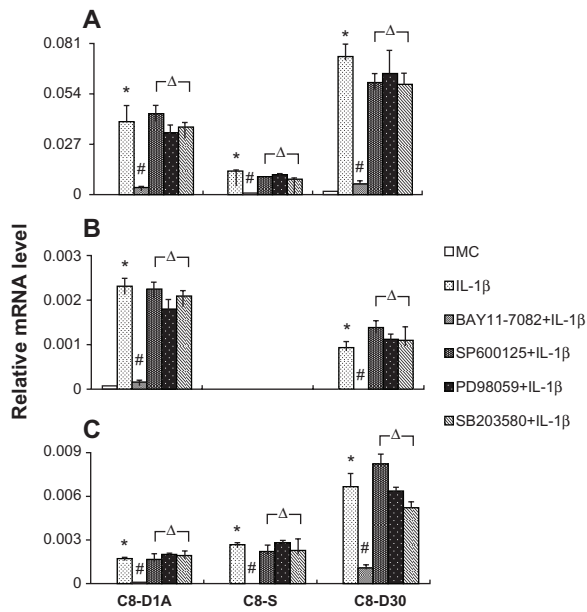 A
0.081
0.054
0.027
0
* # Δ
* # Δ
* # Δ
B
0.003
0.002
0.001
0
* # Δ
* # Δ
C
0.009
0.006
0.003
0
* # Δ
* # Δ
* # Δ
C8-D1A C8-S C8-D30
Relative mRNA level
MC
IL-1β
BAY11-7082+IL-1β
SP600125+IL-1β
PD98059+IL-1β
SB203580+IL-1β